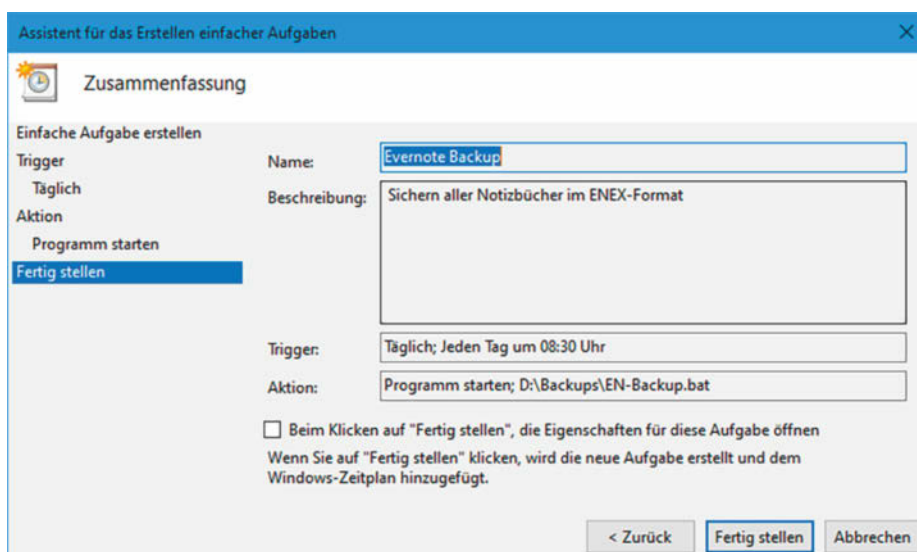 Assistent für das Erstellen einfacher Aufgaben
Zusammenfassung
Einfache Aufgabe erstellen
Trigger
Täglich
Aktion
Programm starten
Fertig stellen
Name:
Evernote Backup
Beschreibung:
Sichern aller Notizbücher im ENEX-Format
Trigger:
Täglich; Jeden Tag um 08:30 Uhr
Aktion:
Programm starten; D:\Backups\EN-Backup.bat
Beim Klicken auf "Fertig stellen", die Eigenschaften für diese Aufgabe öffnen
Wenn Sie auf "Fertig stellen" klicken, wird die neue Aufgabe erstellt und dem
Windows-Zeitplan hinzugefügt.
< Zurück
Fertig stellen
Abbrechen